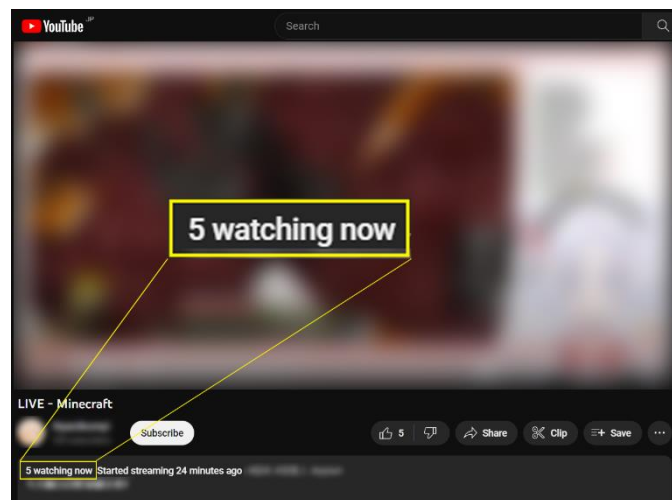 YouTube JP
Search
5 watching now
LIVE - Minecraft
Subscribe
5
Share
Clip
Save
5 watching now Started streaming 24 minutes ago